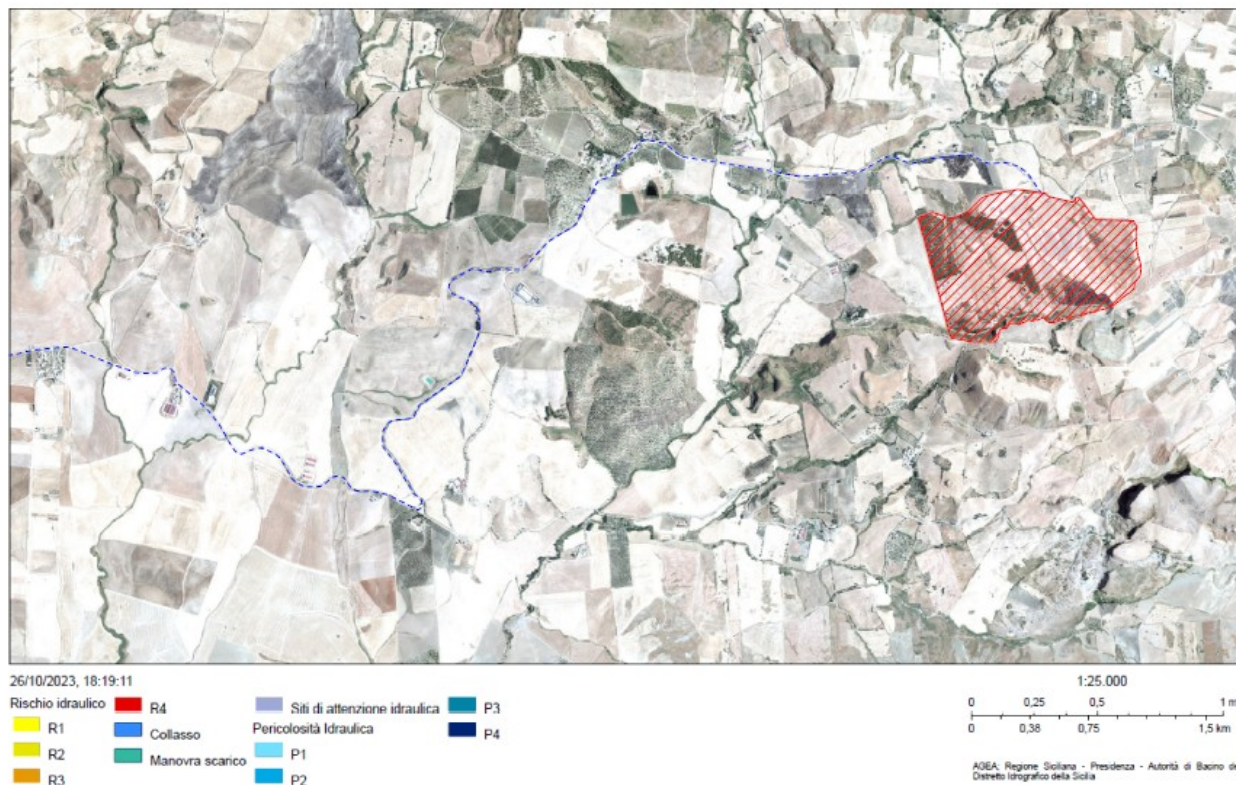 26/10/2023, 18:19:11
Rischio idraulico
R1
R2
R3
R4
Collasso
Manovra scarico
Siti di attenzione idraulica
Pericolosità Idraulica
P1
P2
P3
P4
1:25.000
0 0,25 0,5 1 m
0 0,38 0,75 1,5 km
AGEA; Regione Siciliana - Presidenza - Autorità di Bacino de
Distretto Idrografico della Sicilia